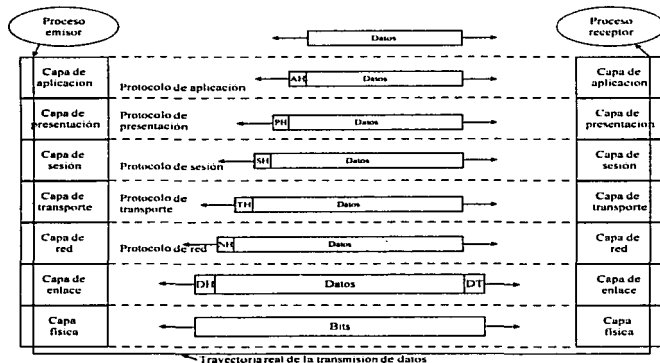 Proceso
emisor
Datos
Proceso
receptor
Capa de
aplicacion
Protocolo de aplicación
AH
Datos
Capa de
aplicación
Capa de
presentación
Protocolo de
presentación
PH
Datos
Capa de
presentación
Capa de
sesión
Protocolo de sesión
SH
Datos
Capa de
sesión
Capa de
transporte
Protocolo de
transporte
TH
Datos
Capa de
transporte
Capa de
red
Protocolo de red
NH
Datos
Capa de
red
Capa de
enlace
DH
Datos
DT
Capa de
enlace
Capa
física
Bits
Capa
física
Trayectoria real de la transmisión de datos